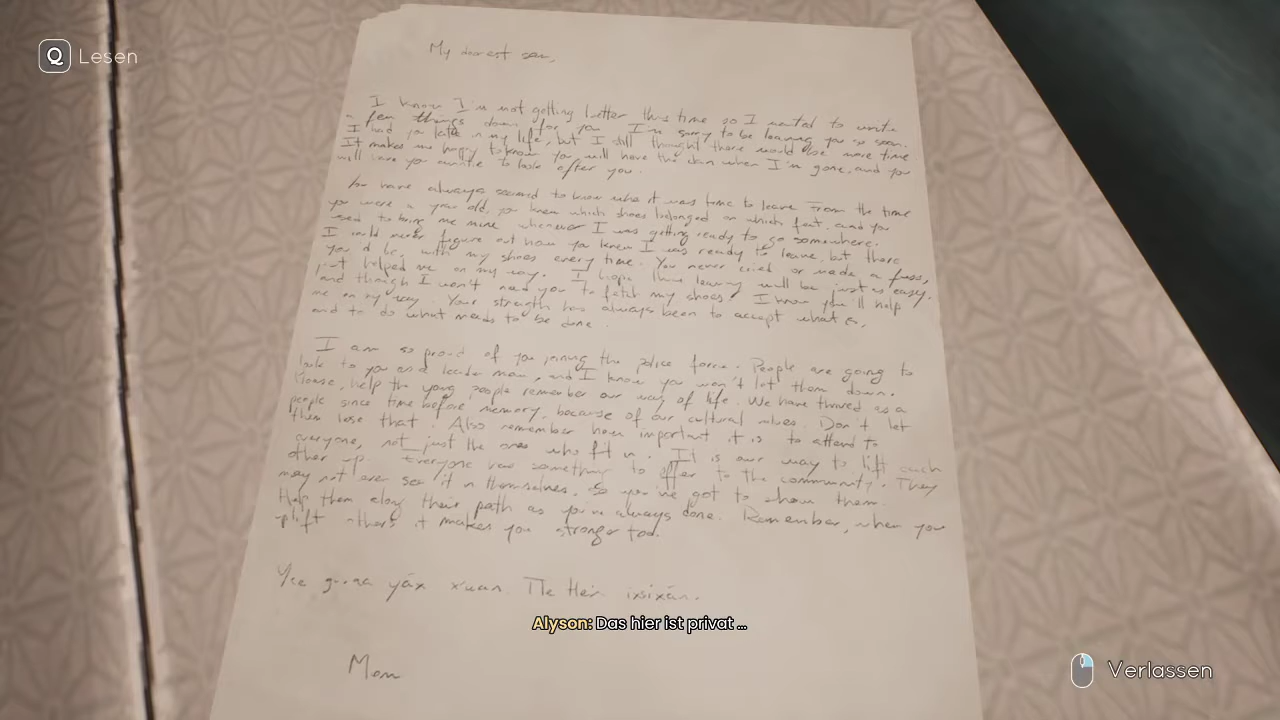 Q Lesen
My dearest son,
I know I'm not getting better this time so I wanted to write
a few things down for you. I'm sorry to be leaving you so soon.
I had you late in my life, but I still thought there would be more time
It makes me happy to know you will have the clan when I'm gone, and you
will have you auntie to look after you.
You have always seemed to know when it was time to leave. From the time
you were a year old, you knew which shoes belonged on which feet, and you
used to bring me mine whenever I was getting ready to go somewhere.
I could never figure out how you knew I was ready to leave, but there
you'd be, with my shoes every time. You never cried or made a fuss,
just helped me on my way. I hope this leaving will be just as easy,
and though I won't need you to fetch my shoes, I know you'll help
me on my way. Your strength has always been to accept what is,
and to do what needs to be done.
I am so proud of you joining the police force. People are going to
look to you as a leader now, and I know you won't let them down.
Please, help the young people remember our way of life. We have thrived as a
people since time before memory, because of our cultural values. Don't let
them lose that. Also remember how important it is to attend to
everyone, not just the ones who fit in. It is our way to lift each
other up. Everyone has something to offer to the community. They
may not ever see it in themselves, so you've got to show them.
Help them along their path as you've always done. Remember, when you
uplift others it makes you stronger too.
yáx xuan.
Mom
Alyson: Das hier ist privat ...
Verlassen